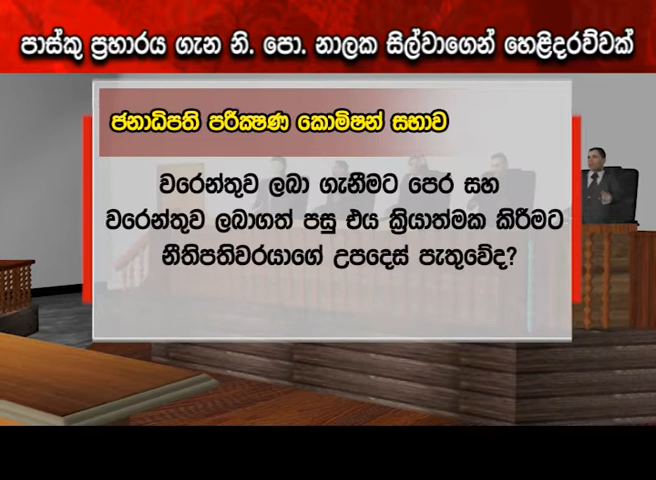 පාස්කු ප්‍රහාරය ගැන නි. පො. නාලක සිල්වාගෙන් හෙළිදරව්වක්
ජනාධිපති පරීක්‍ෂණ කොමිෂන් සභාව
වරෙන්තුව ලබා ගැනීමට පෙර සහ
වරෙන්තුව ලබාගත් පසු එය ක්‍රියාත්මක කිරීමට
නීතිපතිවරයාගේ උපදෙස් පැතුවේද?